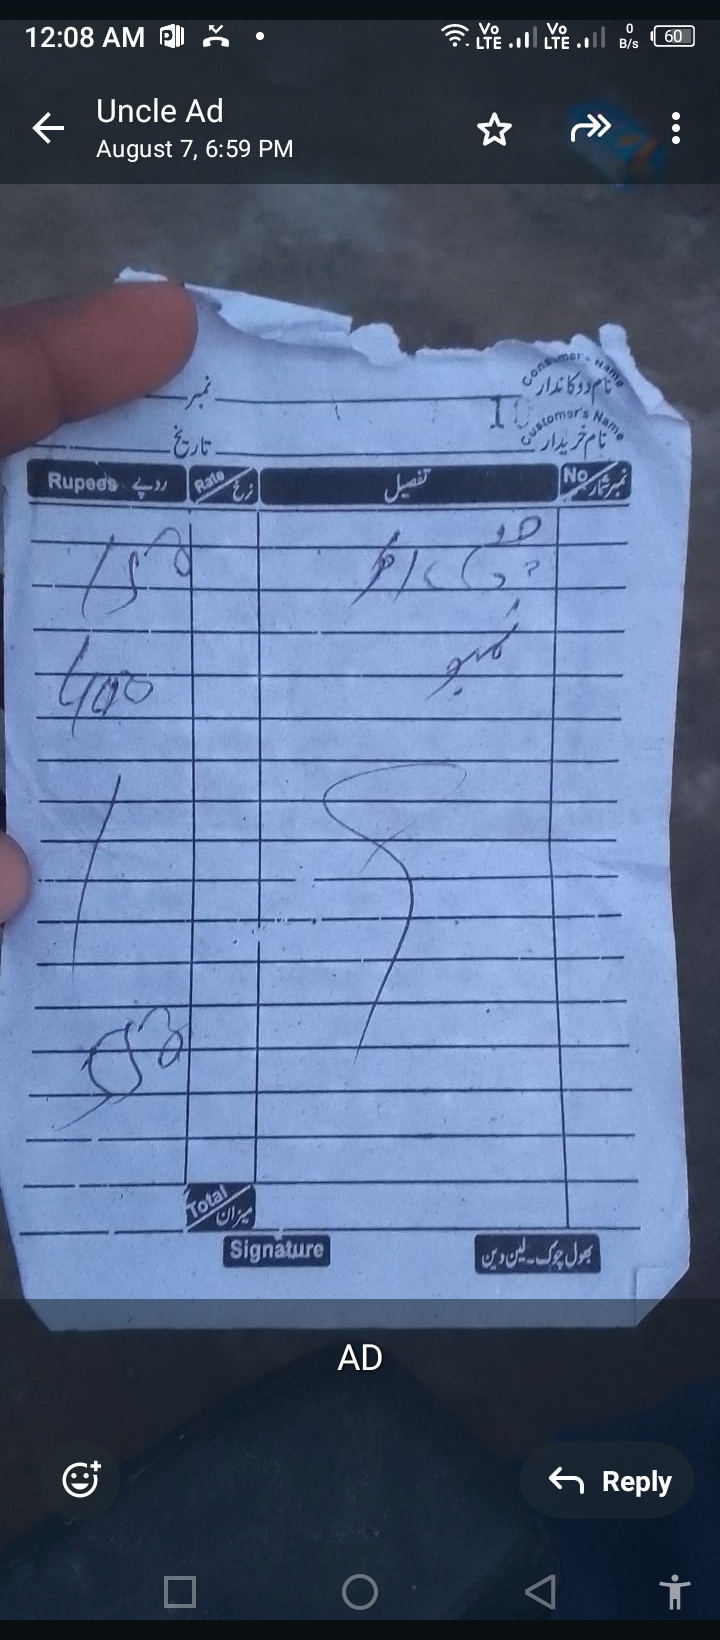 12:08 AM
Vo LTE Vo LTE 0 B/s 60
Uncle Ad
August 7, 6:59 PM
Consumer's Name
نام دوکاندار
نمبر
10
Customer's Name
نام خریدار
تاریخ
No نمبر شمار تفصیل Rate نرخ Rupees روپے
150
400
550
Total میزان
Signature بھول چوک۔لین دین
AD
Reply